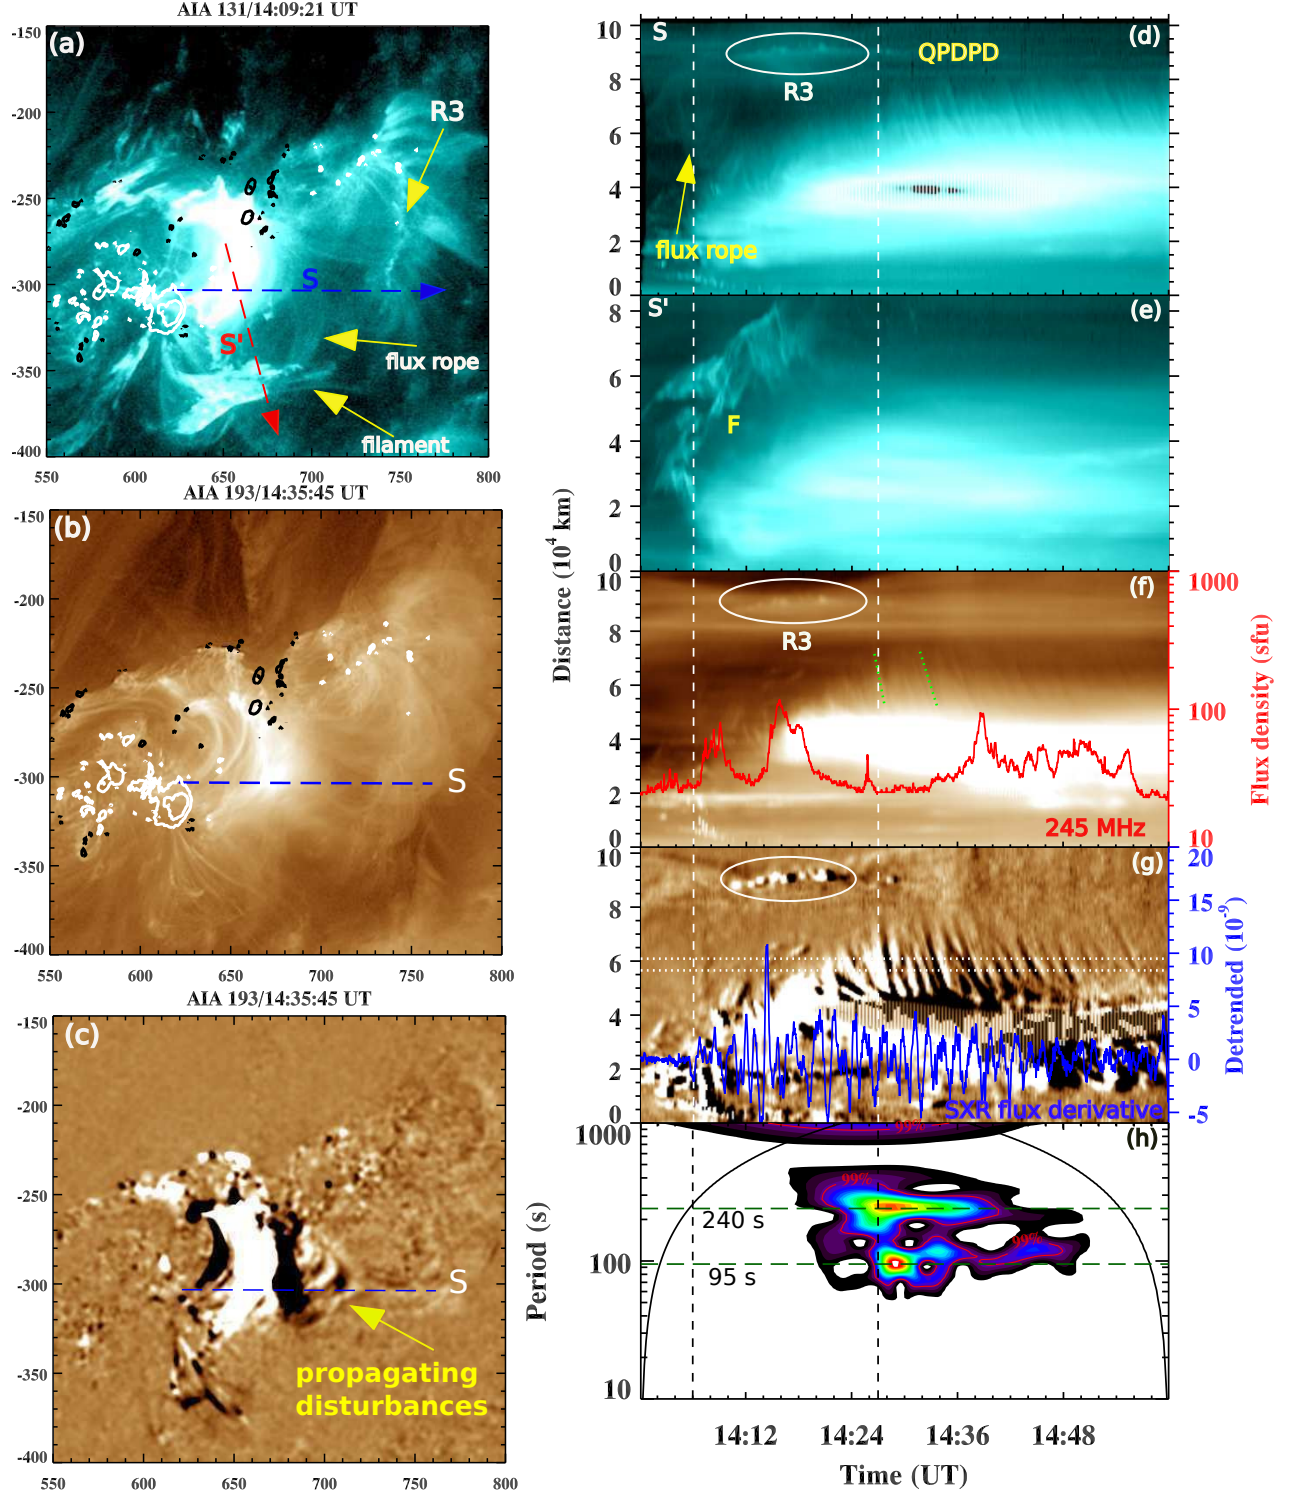 AIA 131/14:09:21 UT
(a)
-150
-200
-250
-300
-350
-400
R3
S
S'
flux rope
filament
550 600 650 700 750 800
AIA 193/14:35:45 UT
(b)
-150
-200
-250
-300
-350
-400
S
550 600 650 700 750 800
AIA 193/14:35:45 UT
(c)
-150
-200
-250
-300
-350
-400
S
propagating
disturbances
550 600 650 700 750 800
Distance (10⁴ km)
10
8
6
4
2
0
S
QPDPD
(d)
R3
flux rope
8
6
4
2
0
S'
(e)
F
10
8
6
4
2
0
(f)
R3
245 MHz
1000
100
10
Flux density (sfu)
10
8
6
4
2
0
(g)
SXR flux derivative
20
15
10
5
0
-5
Detrended (10⁻⁹)
Period (s)
1000
100
10
99%
(h)
99%
240 s
99%
95 s
14:12 14:24 14:36 14:48
Time (UT)